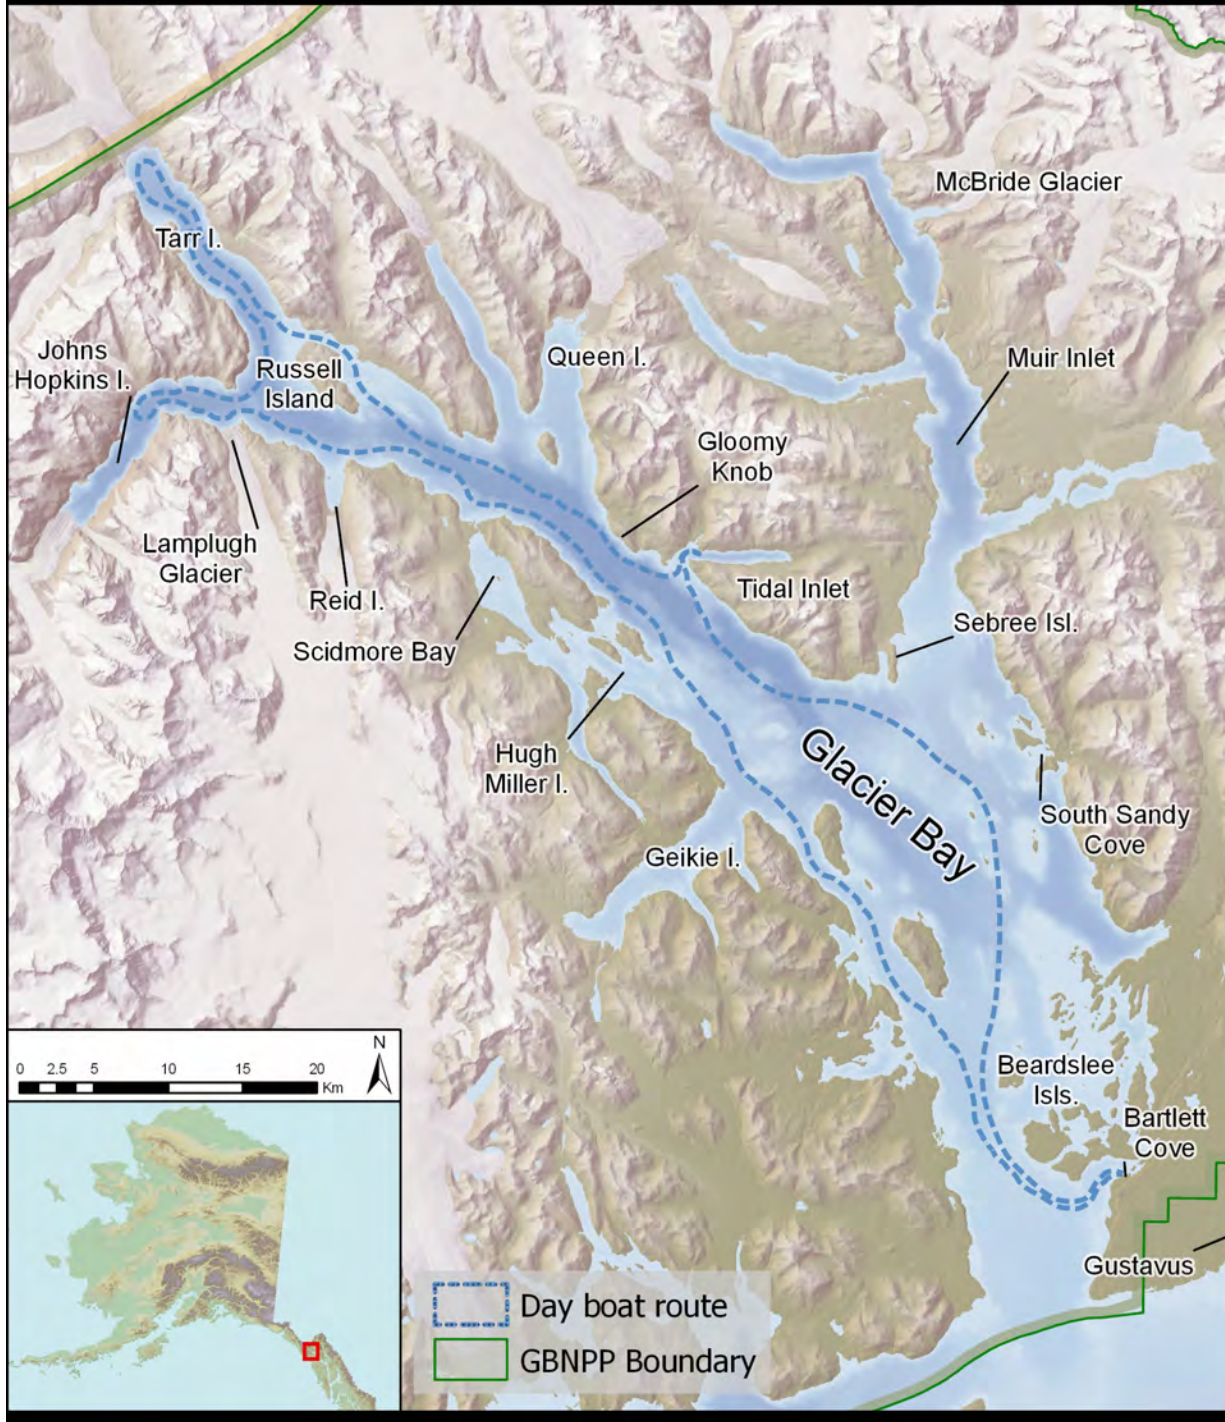 McBride Glacier
Tarr I.
Johns
Hopkins I.
Russell
Island
Queen I.
Muir Inlet
Gloomy
Knob
Lamplugh
Glacier
Reid I.
Tidal Inlet
Scidmore Bay
Sebree Isl.
Hugh
Miller I.
Glacier Bay
South Sandy
Cove
Geikie I.
Beardslee
Isls.
Bartlett
Cove
Gustavus
N
0 2.5 5 10 15 20
Km
Day boat route
GBNPP Boundary